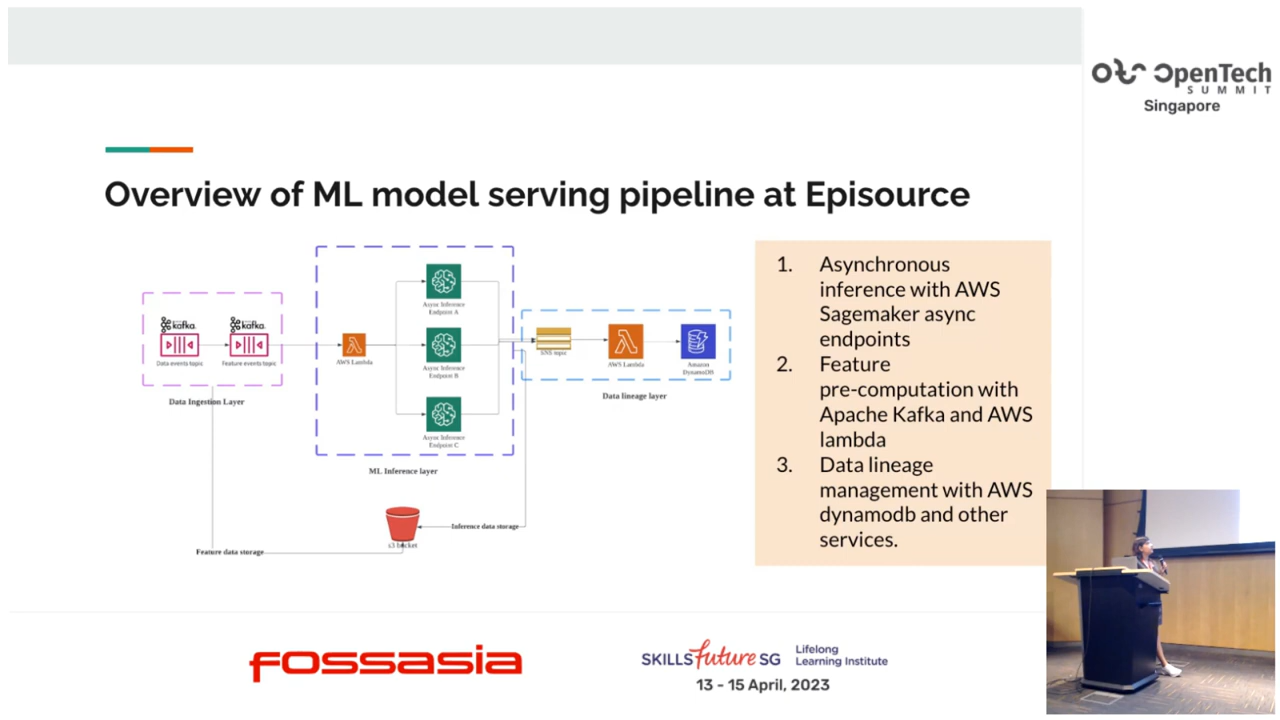 OpenTech
SUMMIT
Singapore
Overview of ML model serving pipeline at Episource
kafka.
kafka.
Data events topic
Feature events topic
Data Ingestion Layer
AWS Lambda
Async Inference
Endpoint A
Async Inference
Endpoint B
Async Inference
Endpoint C
ML Inference layer
SNS topic
AWS Lambda
Amazon
DynamoDB
Data lineage layer
s3 bucket
Inference data storage
Feature data storage
1. Asynchronous
inference with AWS
Sagemaker async
endpoints
2. Feature
pre-computation with
Apache Kafka and AWS
lambda
3. Data lineage
management with AWS
dynamodb and other
services.
FOSSASIA
SKILLS future SG
Lifelong
Learning Institute
13 - 15 April, 2023